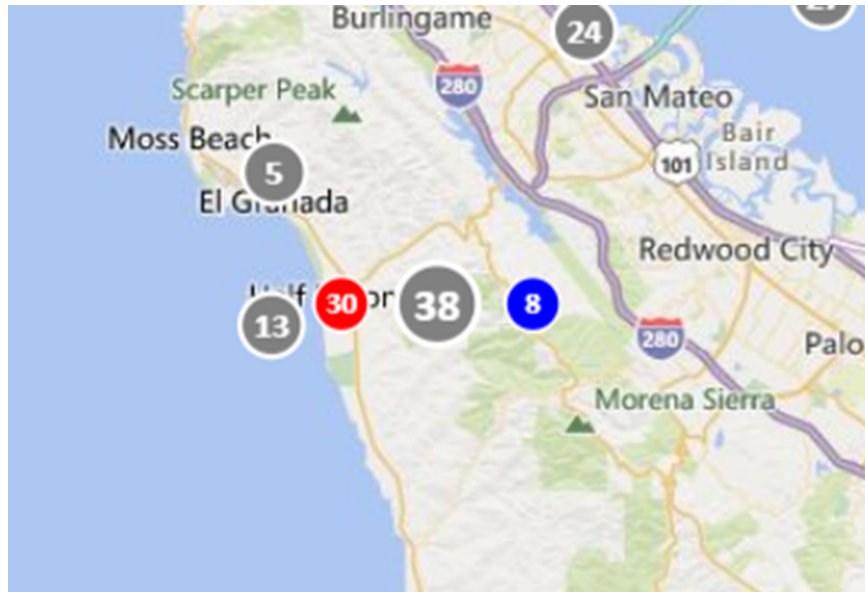 Burlingame
24
280
Scarper Peak
San Mateo
Moss Beach
Bair
Island
101
5
El Granada
Redwood City
Half
30
38
8
13
280
Palo
Morena Sierra